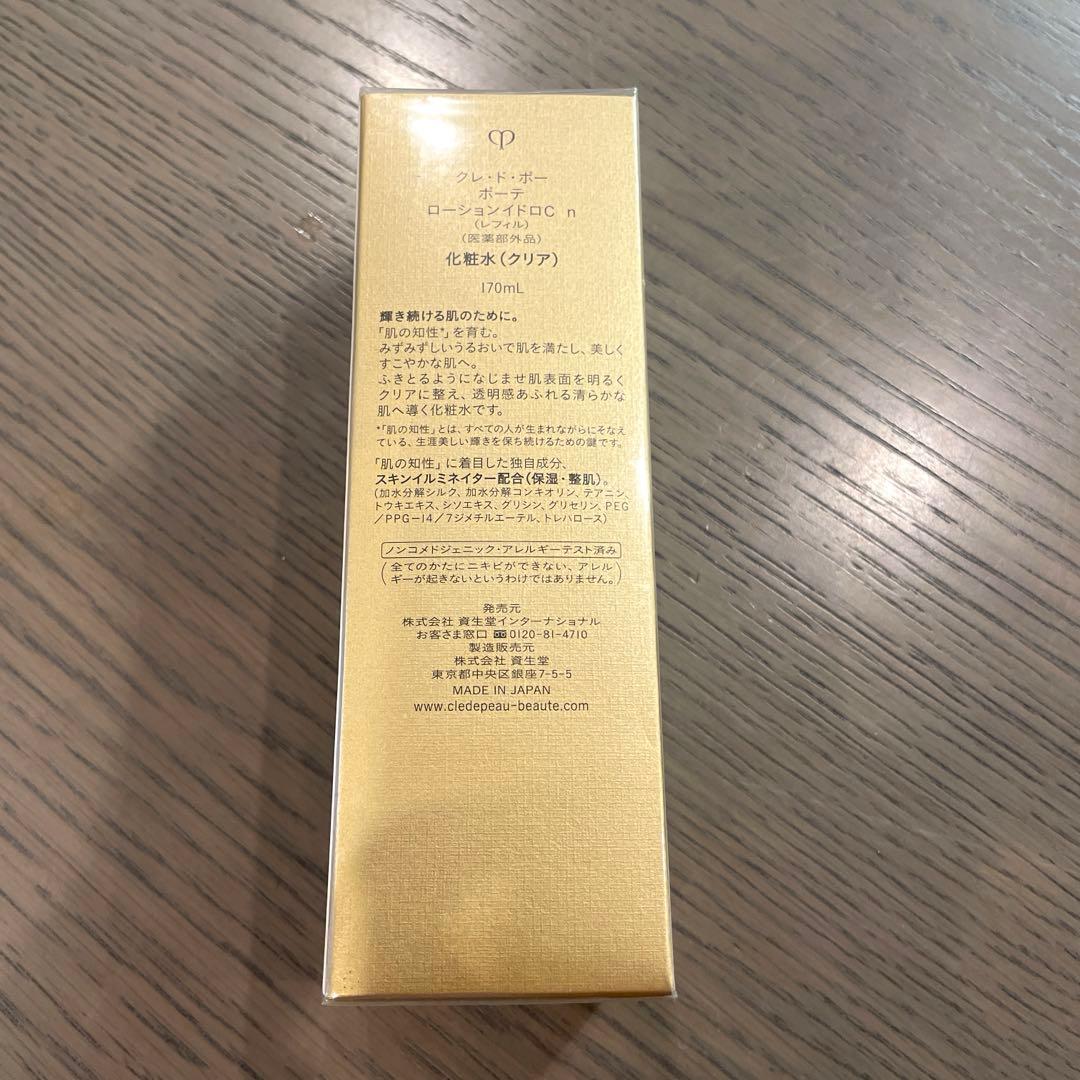 クレ・ド・ポー
ボーテ
ローションイドロC n
(レフィル)
(医薬部外品)
化粧水(クリア)
170mL
輝き続ける肌のために。
「肌の知性*」を育む。
みずみずしいうるおいで肌を満たし、美しく
すこやかな肌へ。
ふきとるようになじませ肌表面を明るく
クリアに整え、透明感あふれる清らかな
肌へ導く化粧水です。
*「肌の知性」とは、すべての人が生まれながらにそなえ
ている、生涯美しい輝きを保ち続けるための鍵です。
「肌の知性」に着目した独自成分、
スキンイルミネイター配合(保湿・整肌)。
(加水分解シルク、加水分解コンキオリン、テアニン、
トウキエキス、シソエキス、グリシン、グリセリン、PEG
/PPG-14/7ジメチルエーテル、トレハロース)
ノンコメドジェニック・アレルギーテスト済み
(全てのかたにニキビができない、アレル
ギーが起きないというわけではありません。)
発売元
株式会社 資生堂インターナショナル
お客さま窓口 0120-81-4710
製造販売元
株式会社 資生堂
東京都中央区銀座7-5-5
MADE IN JAPAN
www.cledepeau-beaute.com